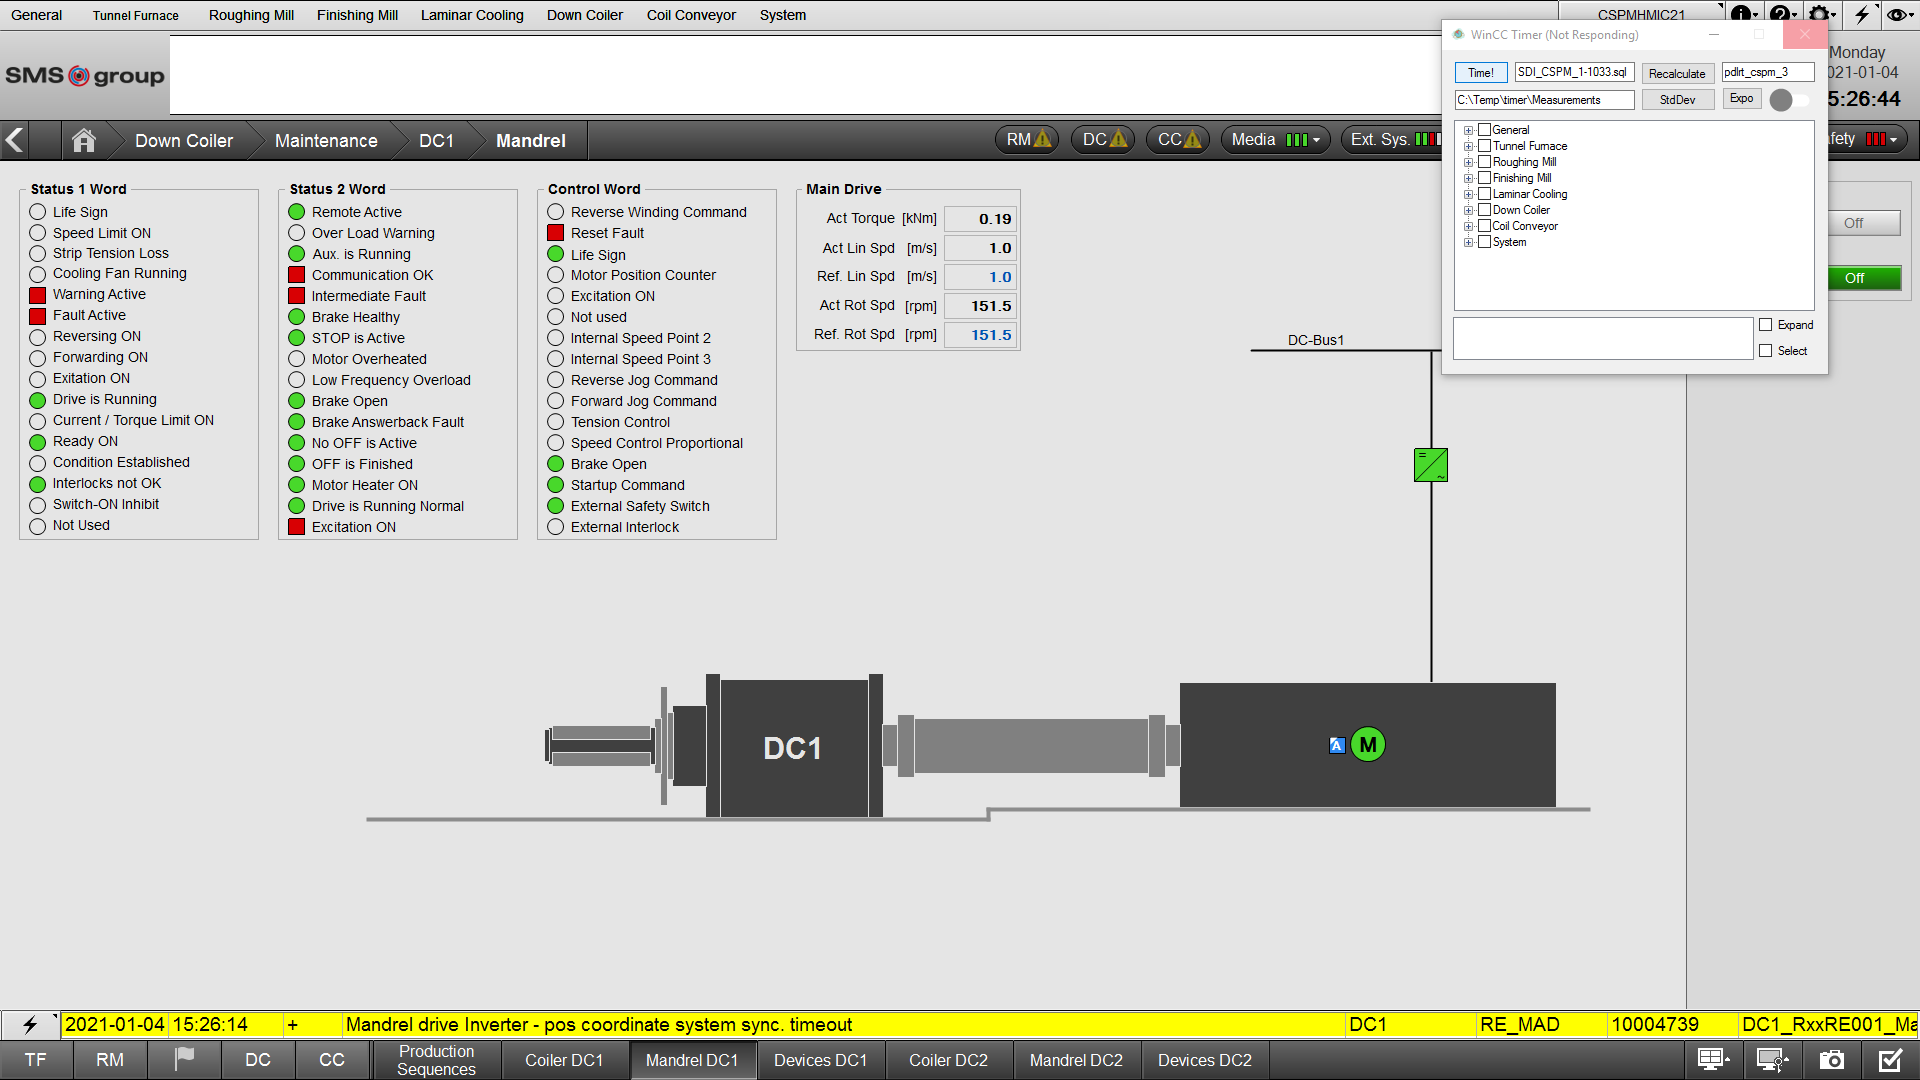 General Tunnel Furnace Roughing Mill Finishing Mill Laminar Cooling Down Coiler Coil Conveyor System CSPMHMIC21
SMS group
Monday
021-01-04
5:26:44
WinCC Timer (Not Responding)
Time! SDI_CSPM_1-1033.sql Recalculate pdlrt_cspm_3
C:\Temp\timer\Measurements StdDev Expo
General
Tunnel Furnace
Roughing Mill
Finishing Mill
Laminar Cooling
Down Coiler
Coil Conveyor
System
Expand
Select
Down Coiler Maintenance DC1 Mandrel RM DC CC Media Ext. Sys. fety
Off
Off
Status 1 Word
Life Sign
Speed Limit ON
Strip Tension Loss
Cooling Fan Running
Warning Active
Fault Active
Reversing ON
Forwarding ON
Exitation ON
Drive is Running
Current / Torque Limit ON
Ready ON
Condition Established
Interlocks not OK
Switch-ON Inhibit
Not Used
Status 2 Word
Remote Active
Over Load Warning
Aux. is Running
Communication OK
Intermediate Fault
Brake Healthy
STOP is Active
Motor Overheated
Low Frequency Overload
Brake Open
Brake Answerback Fault
No OFF is Active
OFF is Finished
Motor Heater ON
Drive is Running Normal
Excitation ON
Control Word
Reverse Winding Command
Reset Fault
Life Sign
Motor Position Counter
Excitation ON
Not used
Internal Speed Point 2
Internal Speed Point 3
Reverse Jog Command
Forward Jog Command
Tension Control
Speed Control Proportional
Brake Open
Startup Command
External Safety Switch
External Interlock
Main Drive
Act Torque [kNm] 0.19
Act Lin Spd [m/s] 1.0
Ref. Lin Spd [m/s] 1.0
Act Rot Spd [rpm] 151.5
Ref. Rot Spd [rpm] 151.5
DC-Bus1
= ~
DC1
A M
2021-01-04 15:26:14 + Mandrel drive Inverter - pos coordinate system sync. timeout DC1 RE_MAD 10004739 DC1_RxxRE001_Ma
TF RM DC CC Production Sequences Coiler DC1 Mandrel DC1 Devices DC1 Coiler DC2 Mandrel DC2 Devices DC2